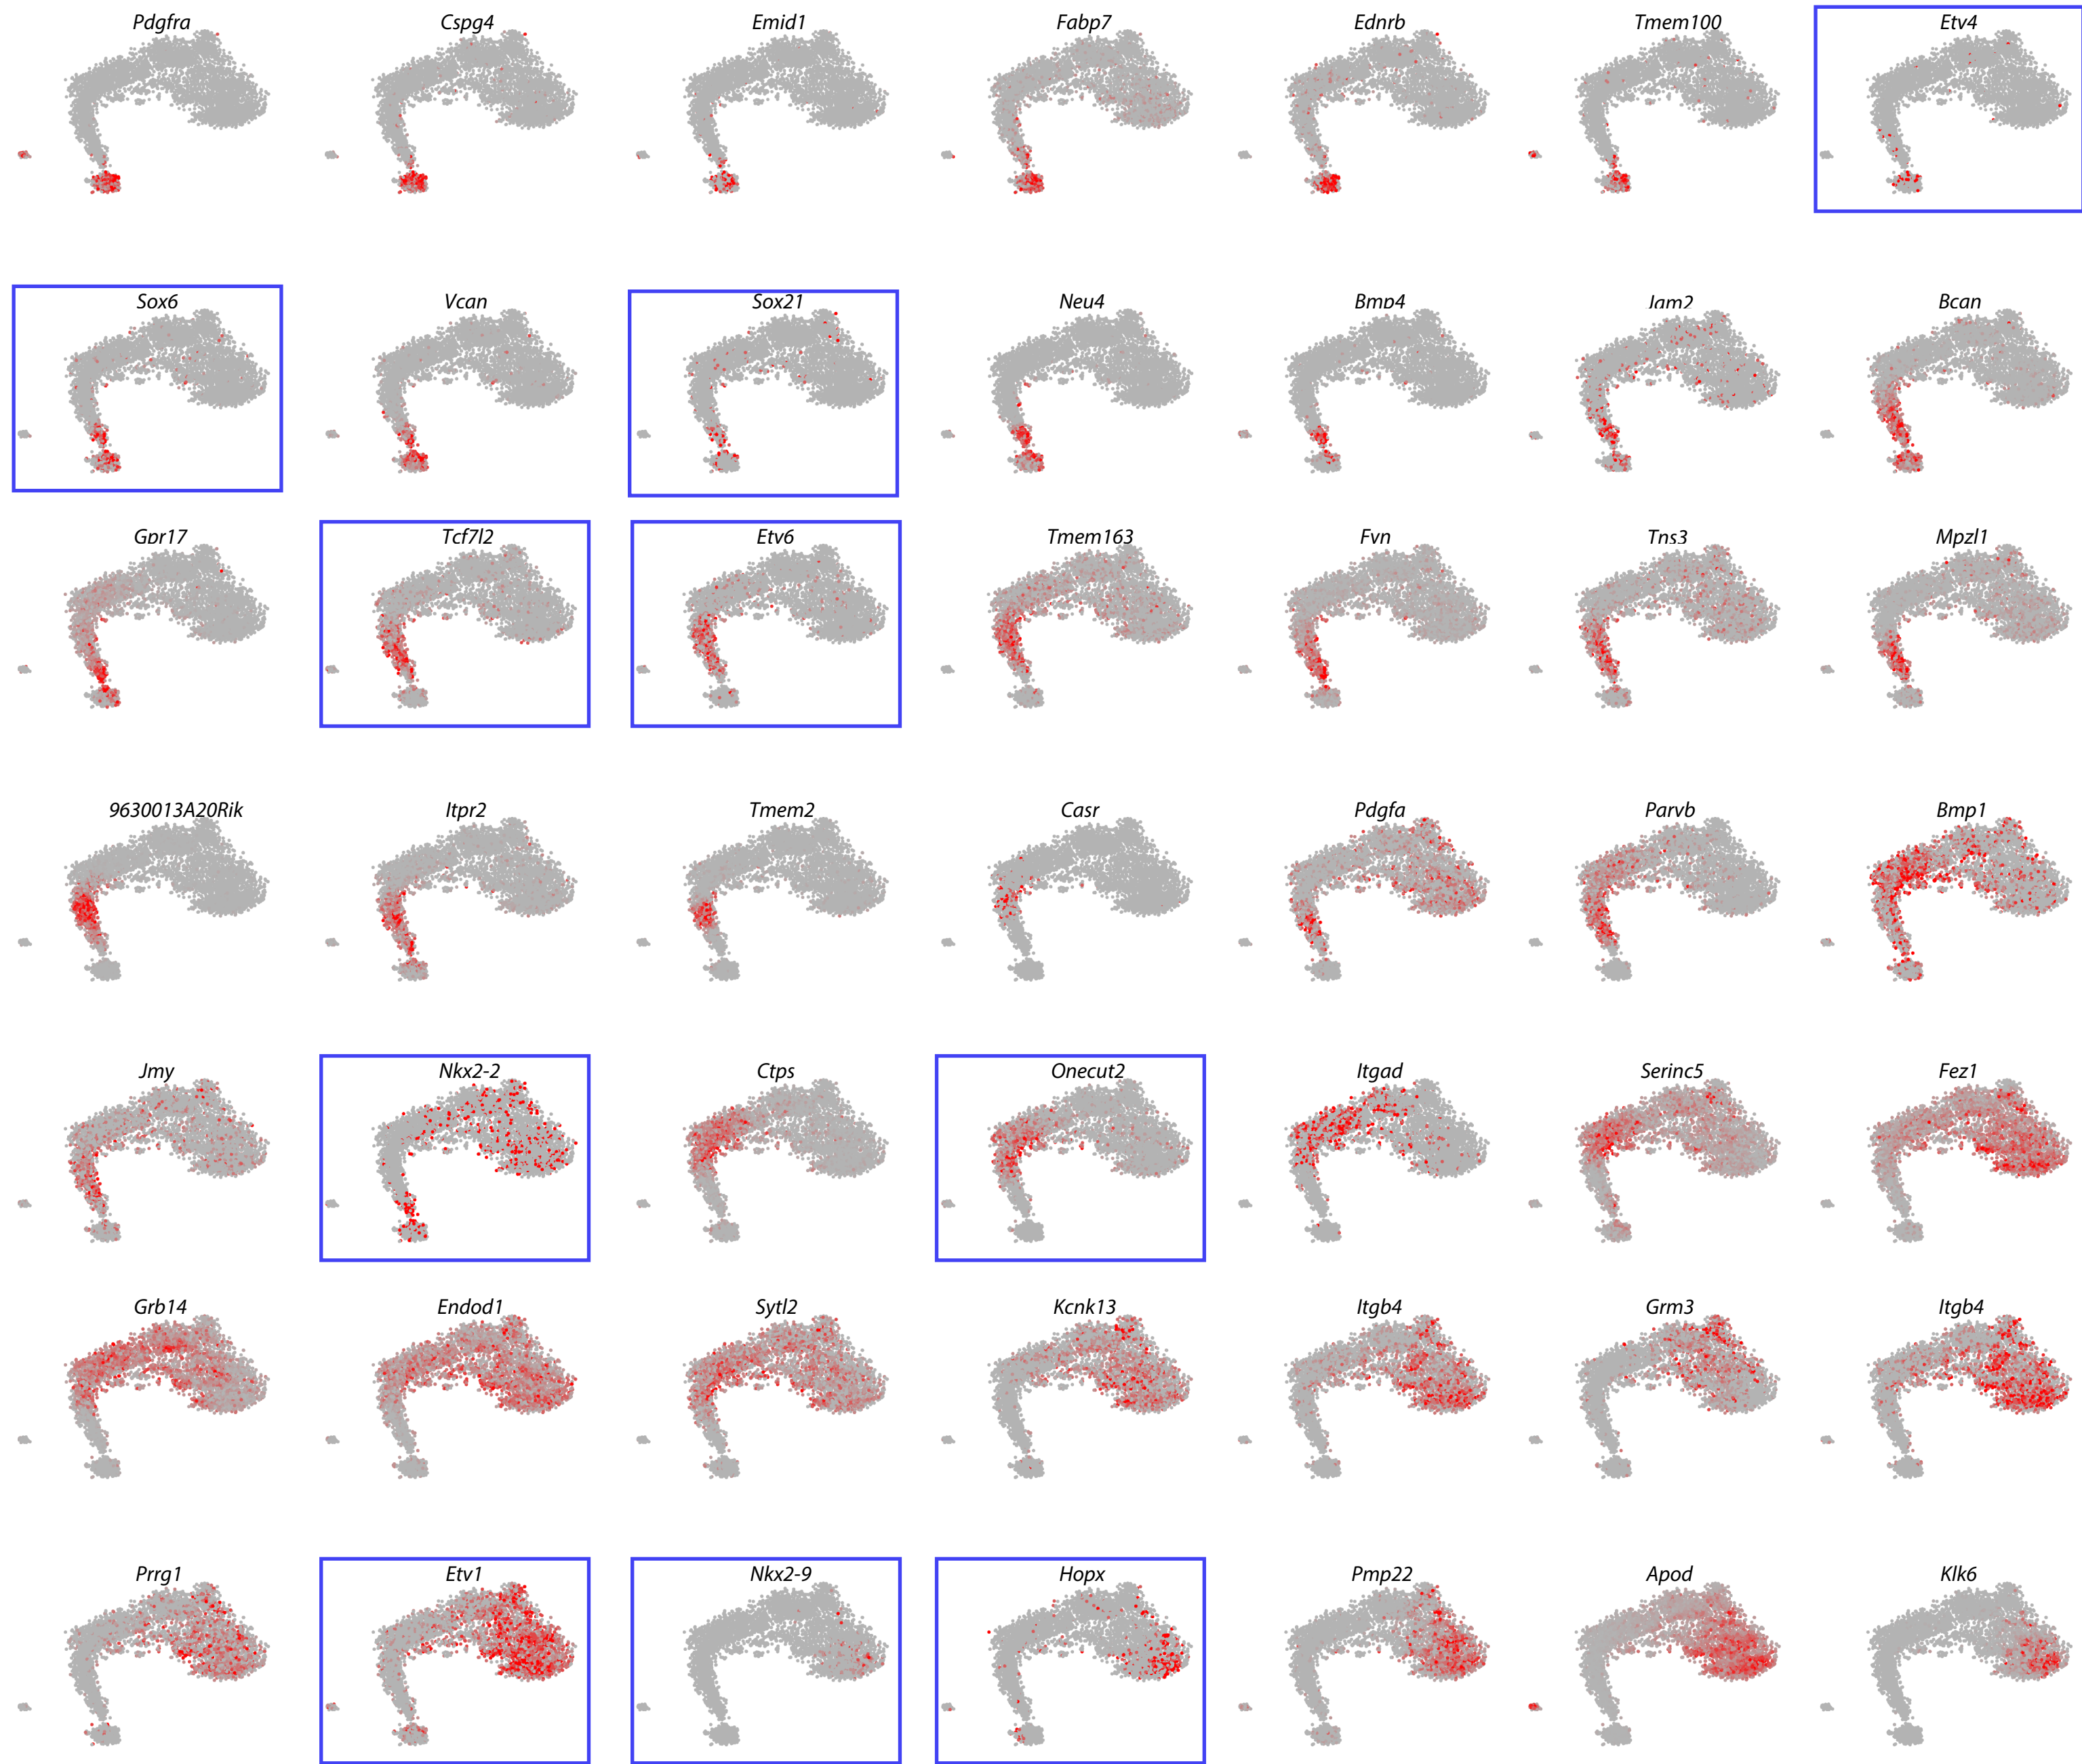 Pdgfra Cspg4 Emid1 Fabp7 Ednrb Tmem100 Etv4
Sox6 Vcan Sox21 Neu4 Bmp4 Jam2 Bcan
Gpr17 Tcf7l2 Etv6 Tmem163 Fyn Tns3 Mpzl1
9630013A20Rik Itpr2 Tmem2 Casr Pdgfa Parvb Bmp1
Jmy Nkx2-2 Ctps Onecut2 Itgad Serinc5 Fez1
Grb14 Endod1 Sytl2 Kcnk13 Itgb4 Grm3 Itgb4
Prrg1 Etv1 Nkx2-9 Hopx Pmp22 Apod Klk6